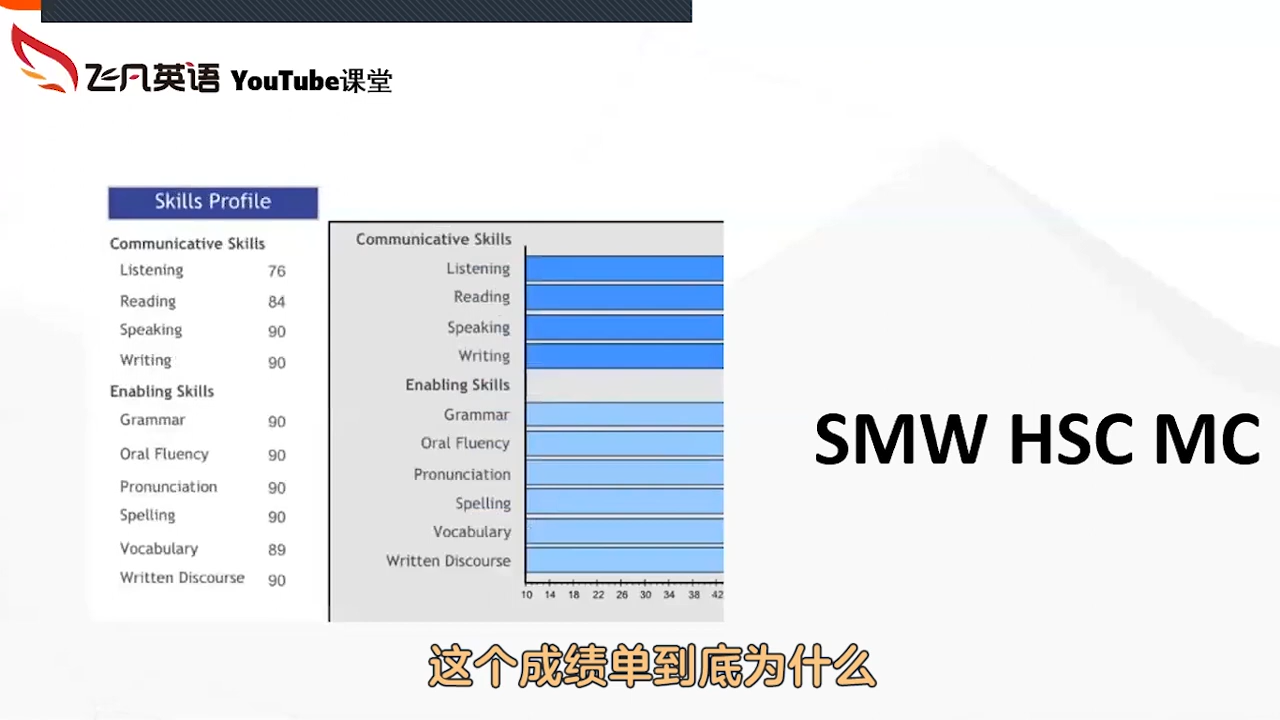 飞凡英语 YouTube课堂
Skills Profile
Communicative Skills
Listening 76
Reading 84
Speaking 90
Writing 90
Enabling Skills
Grammar 90
Oral Fluency 90
Pronunciation 90
Spelling 90
Vocabulary 89
Written Discourse 90
Communicative Skills
Listening
Reading
Speaking
Writing
Enabling Skills
Grammar
Oral Fluency
Pronunciation
Spelling
Vocabulary
Written Discourse
10 14 18 22 26 30 34 38 42
SMW HSC MC
这个成绩单到底为什么